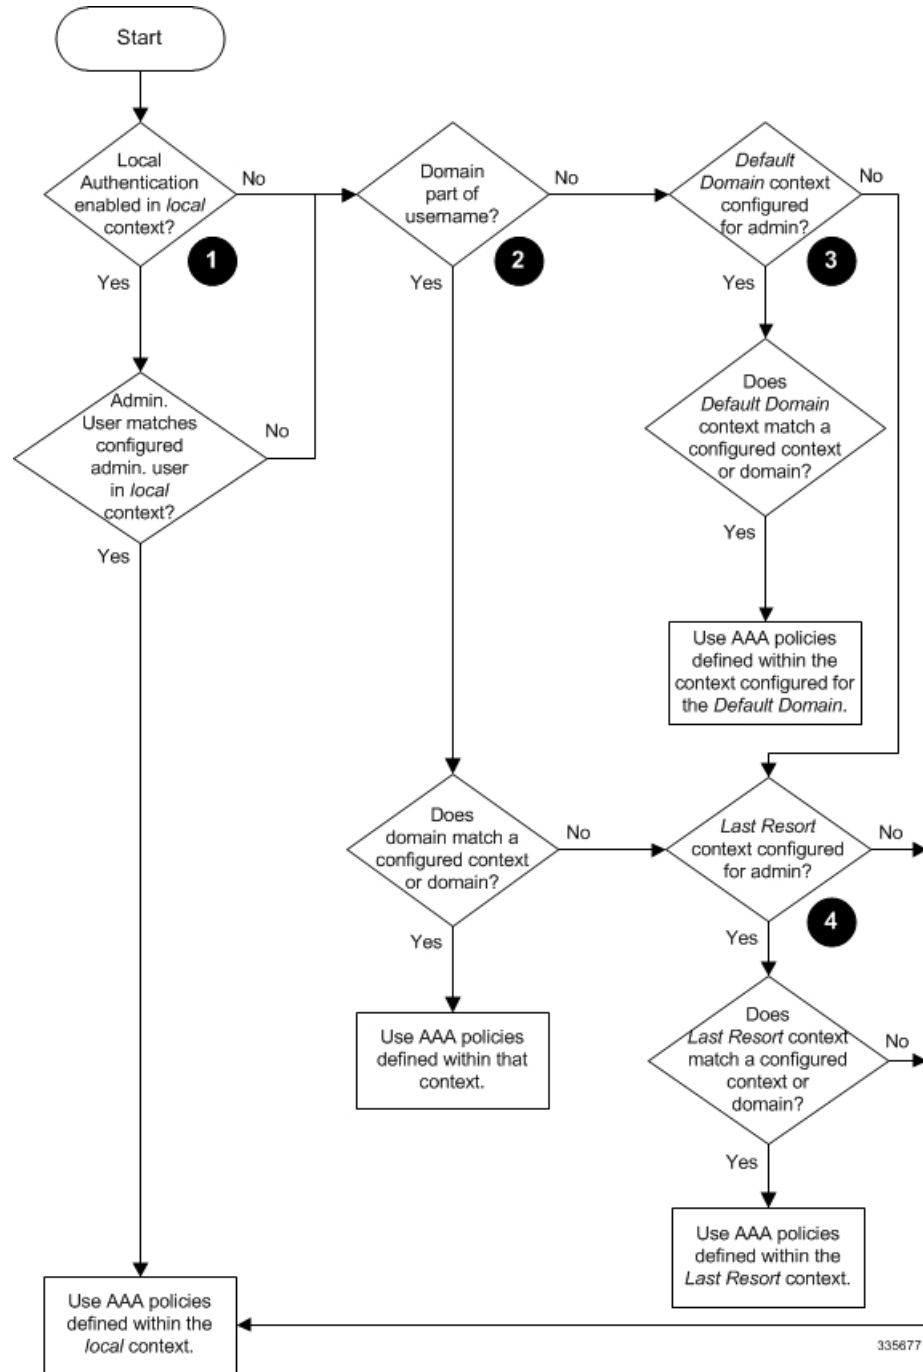 Start
Local
Authentication
enabled in local
context?
No
1
Yes
Domain
part of
username?
No
2
Yes
Default
Domain context
configured
for admin?
No
3
Yes
Admin.
User matches
configured
admin. user
in local
context?
No
Yes
Does
Default Domain
context match a
configured context
or domain?
Yes
Use AAA policies
defined within the
context configured for
the Default Domain.
Does
domain match a
configured context
or domain?
No
Yes
Last Resort
context configured
for admin?
No
4
Yes
Use AAA policies
defined within that
context.
Does
Last Resort context
match a configured
context or
domain?
No
Yes
Use AAA policies
defined within the
Last Resort context.
Use AAA policies
defined within the
local context.
335677